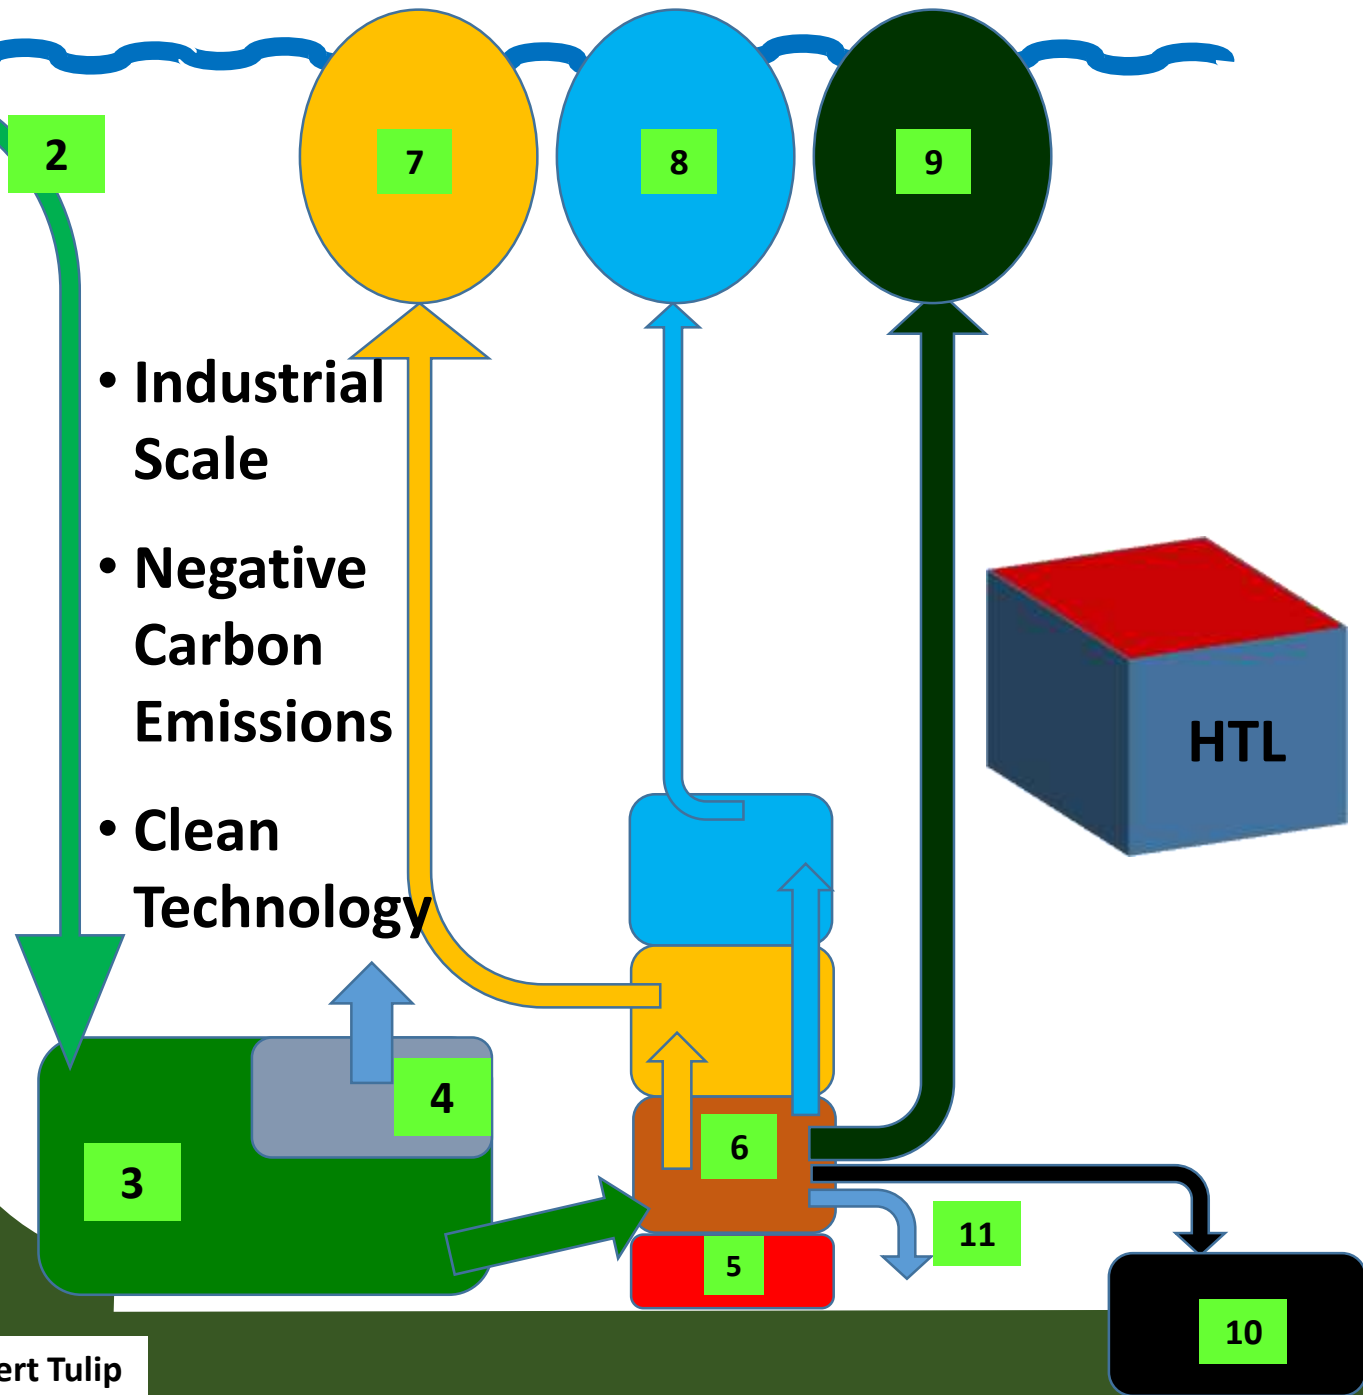 2
7
8
9
• Industrial
Scale
• Negative
Carbon
Emissions
• Clean
Technology
HTL
4
3
6
11
5
10
Tulip